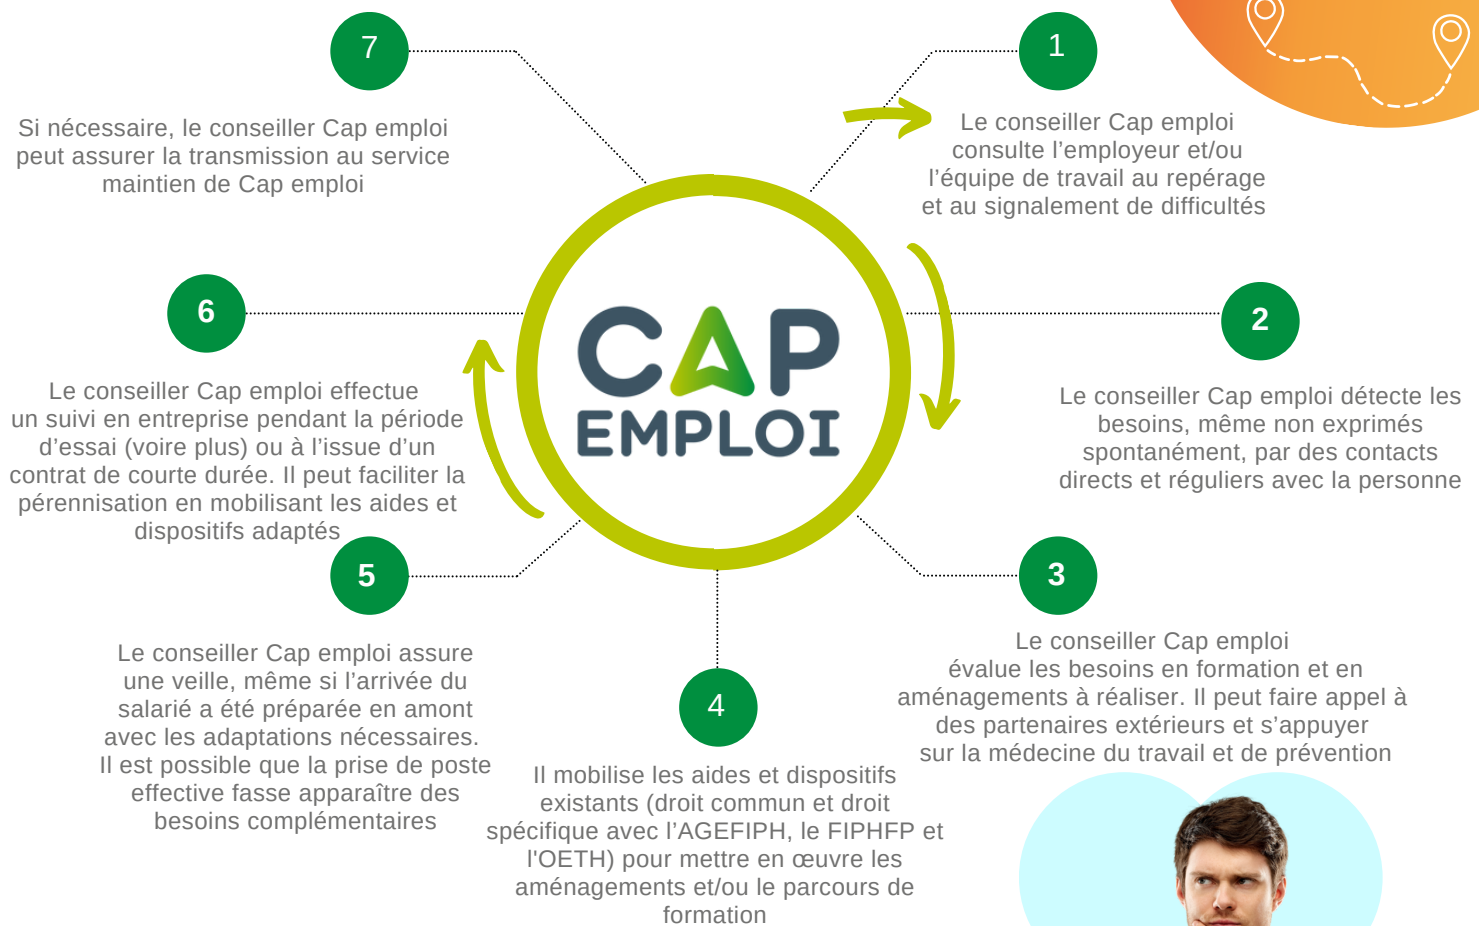 1
Le conseiller Cap emploi
consulte l’employeur et/ou
l’équipe de travail au repérage
et au signalement de difficultés
2
Le conseiller Cap emploi détecte les
besoins, même non exprimés
spontanément, par des contacts
directs et réguliers avec la personne
3
Le conseiller Cap emploi
évalue les besoins en formation et en
aménagements à réaliser. Il peut faire appel à
des partenaires extérieurs et s’appuyer
sur la médecine du travail et de prévention
4
Il mobilise les aides et dispositifs
existants (droit commun et droit
spécifique avec l’AGEFIPH, le FIPHFP et
l'OETH) pour mettre en œuvre les
aménagements et/ou le parcours de
formation
5
Le conseiller Cap emploi assure
une veille, même si l’arrivée du
salarié a été préparée en amont
avec les adaptations nécessaires.
Il est possible que la prise de poste
effective fasse apparaître des
besoins complémentaires
6
Le conseiller Cap emploi effectue
un suivi en entreprise pendant la période
d’essai (voire plus) ou à l’issue d’un
contrat de courte durée. Il peut faciliter la
pérennisation en mobilisant les aides et
dispositifs adaptés
7
Si nécessaire, le conseiller Cap emploi
peut assurer la transmission au service
maintien de Cap emploi
CAP
EMPLOI